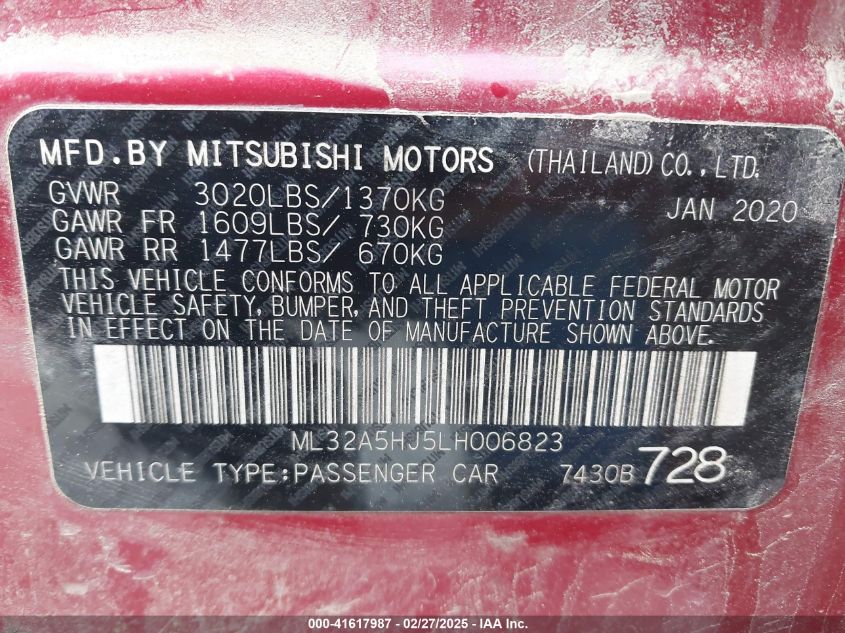 MFD.BY MITSUBISHI MOTORS (THAILAND) CO.,LTD.
GVWR 3020LBS/1370KG JAN 2020
GAWR FR 1609LBS/ 730KG
GAWR RR 1477LBS/ 670KG
THIS VEHICLE CONFORMS TO ALL APPLICABLE FEDERAL MOTOR
VEHICLE SAFETY, BUMPER, AND THEFT PREVENTION STANDARDS
IN EFFECT ON THE DATE OF MANUFACTURE SHOWN ABOVE.
ML32A5HJ5LH006823
VEHICLE TYPE:PASSENGER CAR 7430B 728
000-41617987 - 02/27/2025 - IAA Inc.